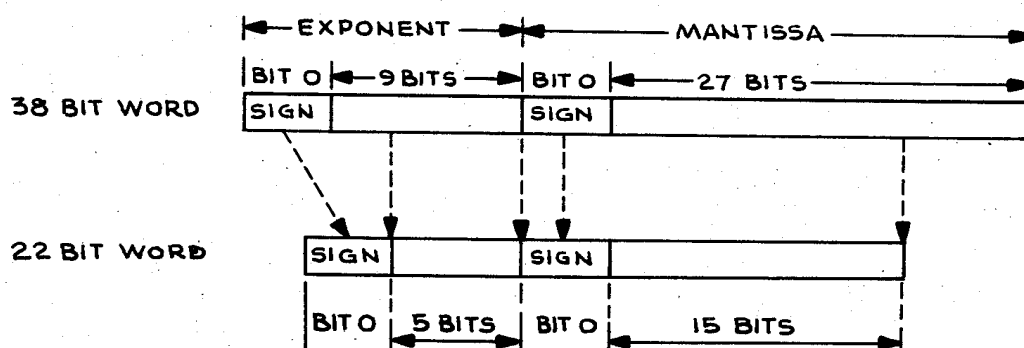 EXPONENT MANTISSA
BIT 0 9 BITS BIT 0 27 BITS
38 BIT WORD SIGN SIGN
22 BIT WORD SIGN SIGN
BIT 0 5 BITS BIT 0 15 BITS